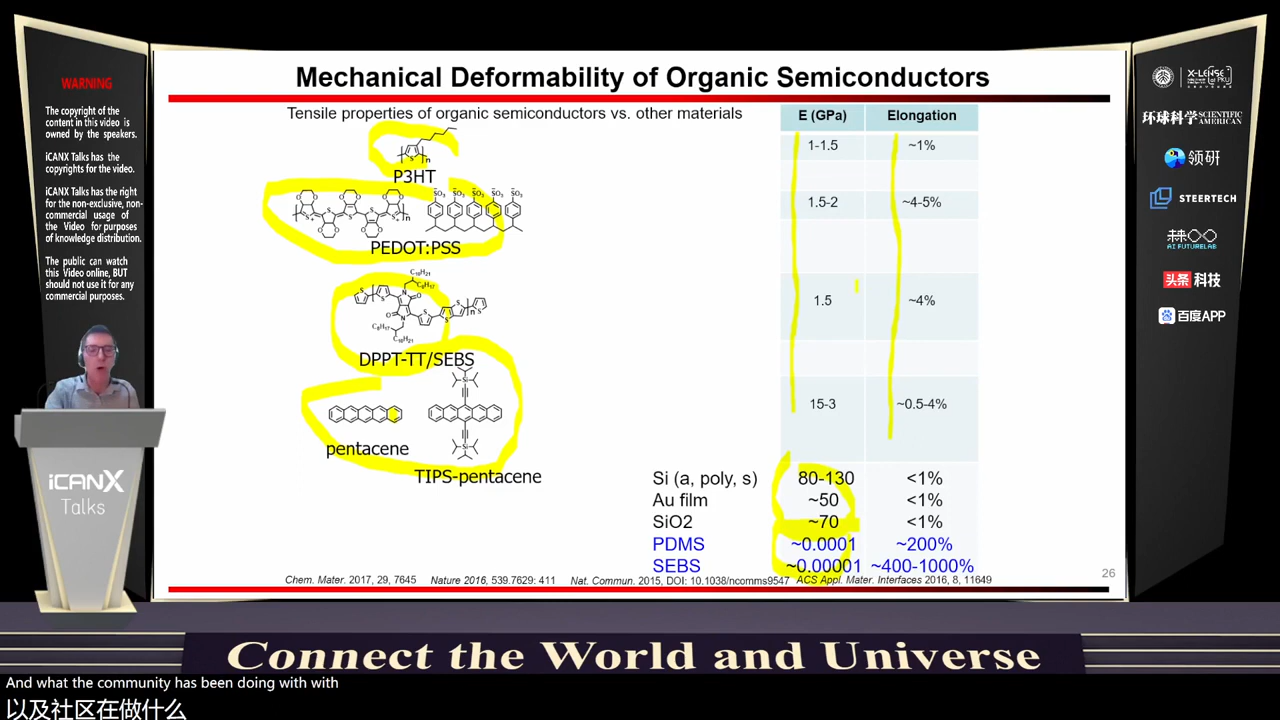 WARNING
The copyright of the
content in this video is
owned by the speakers.
iCANX Talks has the
copyrights for the video.
iCANX Talks has the right
for the non-exclusive, non-
commercial usage of
the Video for purposes
of knowledge distribution.
The public can watch
this Video online, BUT
should not use it for any
commercial purposes.
iCANX
Talks
Mechanical Deformability of Organic Semiconductors
Tensile properties of organic semiconductors vs. other materials
E (GPa) Elongation
P3HT
1-1.5 ~1%
PEDOT:PSS
1.5-2 ~4-5%
DPPT-TT/SEBS
1.5 ~4%
pentacene
TIPS-pentacene
15-3 ~0.5-4%
Si (a, poly, s) 80-130 <1%
Au film ~50 <1%
SiO2 ~70 <1%
PDMS ~0.0001 ~200%
SEBS ~0.00001 ~400-1000%
Chem. Mater. 2017, 29, 7645 Nature 2016, 539.7629: 411 Nat. Commun. 2015, DOI: 10.1038/ncomms9547 ACS Appl. Mater. Interfaces 2016, 8, 11649
26
X-LENSE
环球科学 SCIENTIFIC AMERICAN
领研
STEERTECH
AI FUTURELAB
头条 科技
百度APP
Connect the World and Universe
And what the community has been doing with with
以及社区在做什么